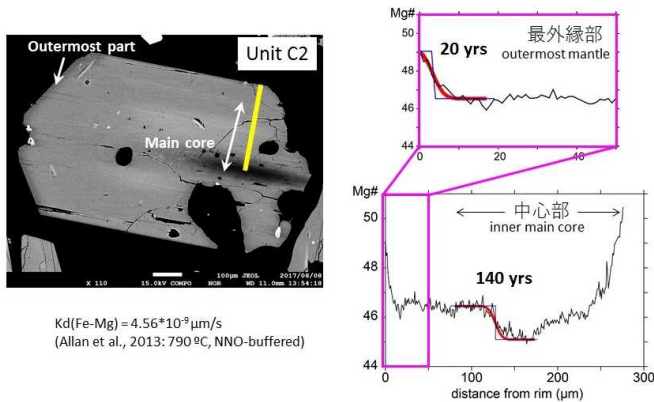 Outermost part
Unit C2
Main core
100μm JEOL 2017/08/08
X 110 15.0kV COMPO NOR WD 11.0mm 13:54:18
Kd(Fe-Mg) = 4.56*10-9 μm/s
(Allan et al., 2013: 790 ºC, NNO-buffered)
Mg#
50
48
46
44
0 20 40
20 yrs
最外縁部
outermost mantle
Mg#
50
48
46
44
0 100 200 300
中心部
inner main core
140 yrs
distance from rim (μm)